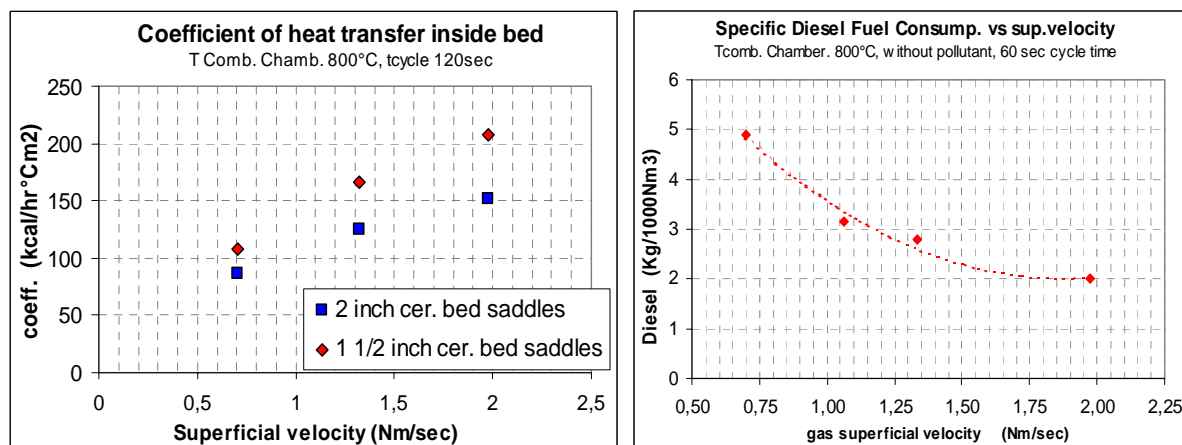 Coefficient of heat transfer inside bed
T Comb. Chamb. 800°C, tcycle 120sec
coeff. (kcal/hr°Cm2)
250
200
150
100
50
0
2 inch cer. bed saddles
1 1/2 inch cer. bed saddles
0
0,5
1
1,5
2
2,5
Superficial velocity (Nm/sec)
Specific Diesel Fuel Consump. vs sup.velocity
Tcomb. Chamber. 800°C, without pollutant, 60 sec cycle time
Diesel (Kg/1000Nm3)
6
5
4
3
2
1
0
0,50
0,75
1,00
1,25
1,50
1,75
2,00
2,25
gas superficial velocity (Nm/sec)